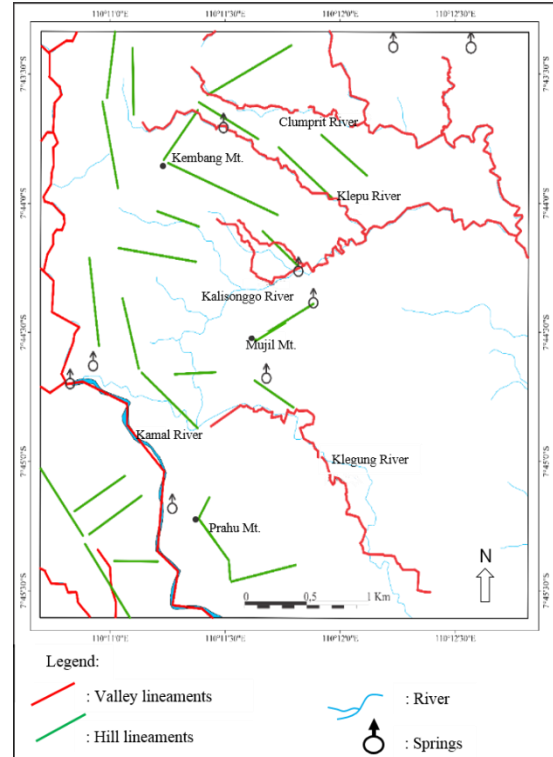 110°11'0"E 110°11'30"E 110°12'0"E 110°12'30"E
7°43'30"S 7°43'30"S
Clumprit River
Kembang Mt.
Klepu River
7°44'0"S 7°44'0"S
Kalisonggo River
7°44'30"S 7°44'30"S
Mujil Mt.
Kamal River
Klegung River
7°45'0"S 7°45'0"S
Prahu Mt.
N
7°45'30"S 7°45'30"S
0 0,5 1 Km
110°11'0"E 110°11'30"E 110°12'0"E 110°12'30"E
Legend:
: Valley lineaments : River
: Hill lineaments : Springs